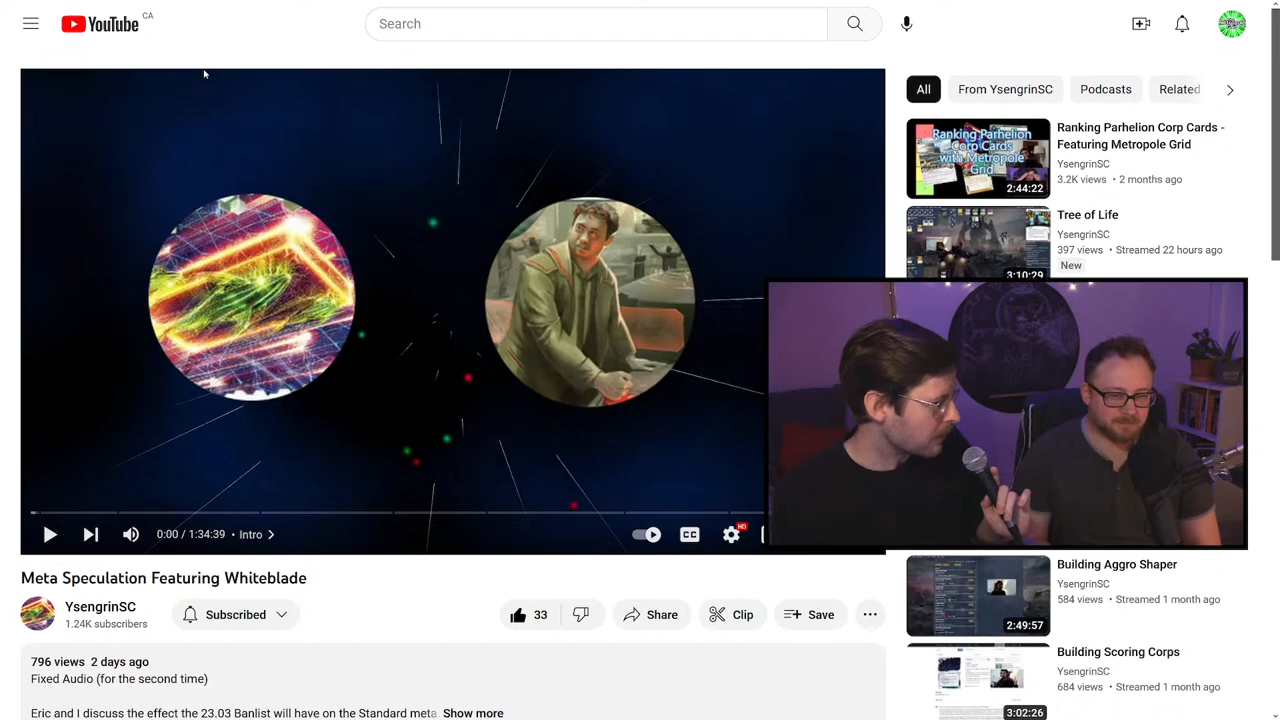 YouTube CA
Search
All
From YsengrinSC
Podcasts
Related
Ranking Parhelion
Corp Cards
with Metropole
Grid
2:44:22
Ranking Parhelion Corp Cards -
Featuring Metropole Grid
YsengrinSC
3.2K views • 2 months ago
Tree of Life
YsengrinSC
397 views • Streamed 22 hours ago
New
3:10:29
0:00 / 1:34:39 • Intro
CC
HD
Meta Speculation Featuring Whiteblade
YsengrinSC
1.24K subscribers
Subscribed
33
Share
Clip
Save
796 views 2 days ago
Fixed Audio (for the second time)
Eric and I discuss the effect the 23.03 banlist will have on the Standard meta Show more
Building Aggro Shaper
YsengrinSC
584 views • Streamed 1 month ago
2:49:57
Building Scoring Corps
YsengrinSC
684 views • Streamed 1 month ago
3:02:26